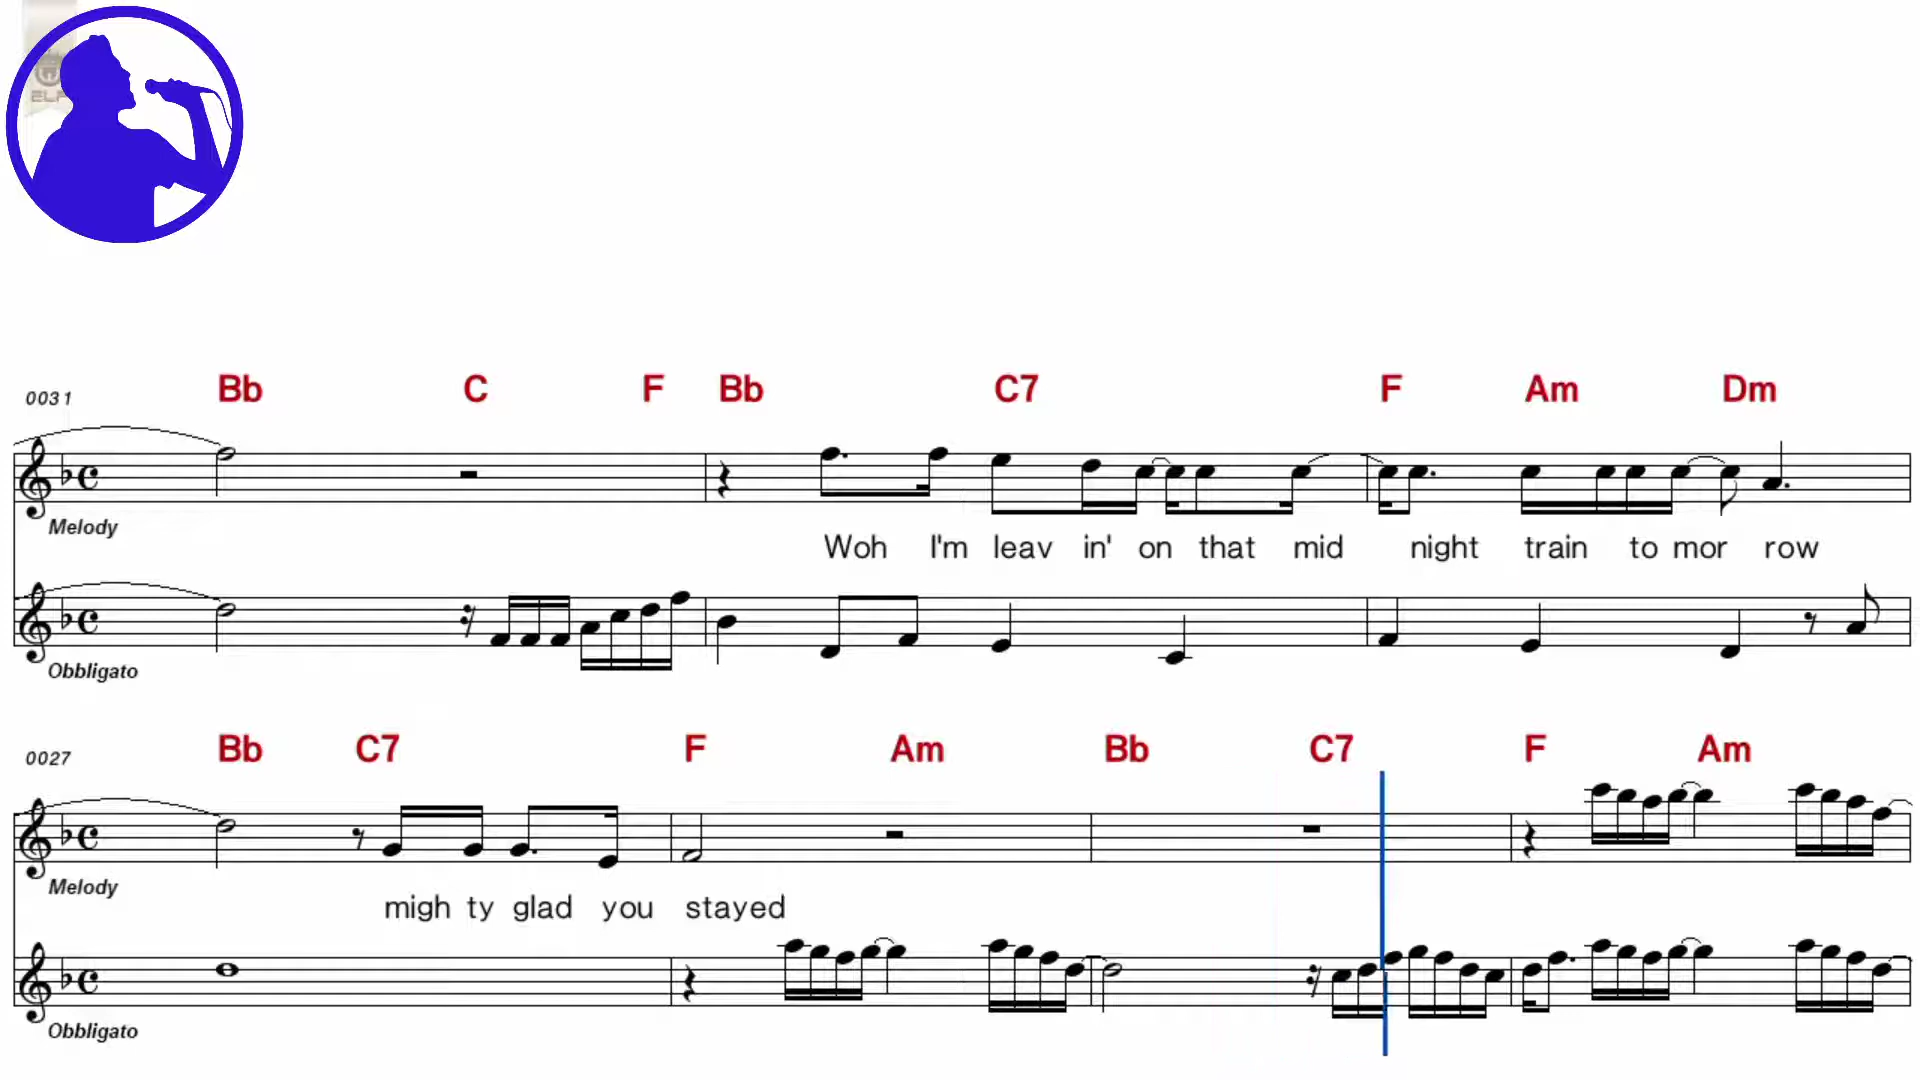 ELF
0031 Bb C F Bb C7 F Am Dm
Melody
Woh I'm leav in' on that mid night train to mor row
Obbligato
0027 Bb C7 F Am Bb C7 F Am
Melody
migh ty glad you stayed
Obbligato